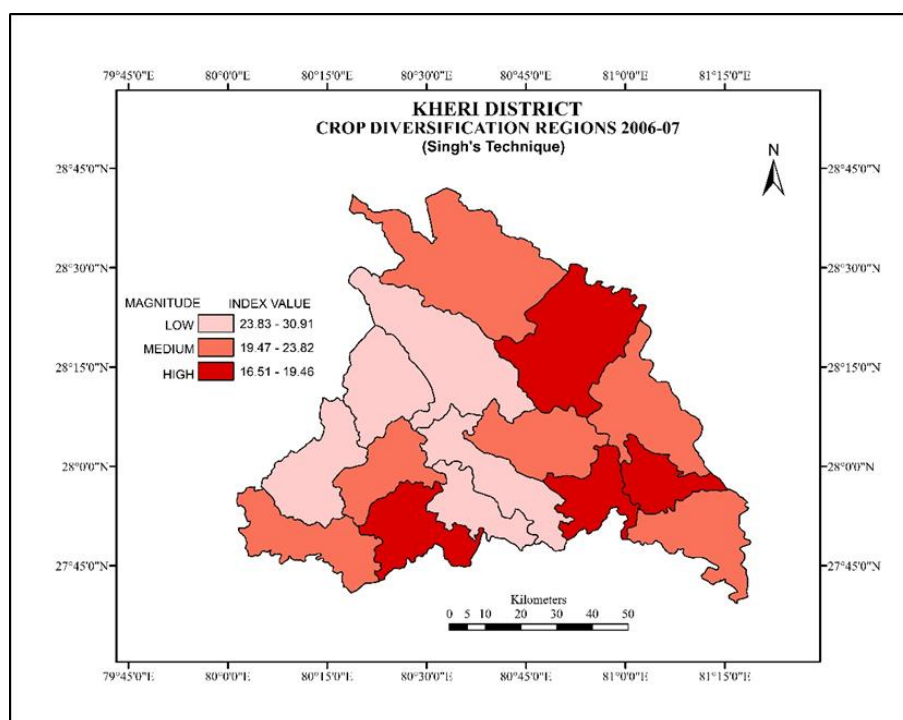 79°45'0"E 80°0'0"E 80°15'0"E 80°30'0"E 80°45'0"E 81°0'0"E 81°15'0"E
KHERI DISTRICT
CROP DIVERSIFICATION REGIONS 2006-07
(Singh's Technique)
N
28°45'0"N 28°45'0"N
28°30'0"N 28°30'0"N
MAGNITUDE INDEX VALUE
LOW 23.83 - 30.91
MEDIUM 19.47 - 23.82
HIGH 16.51 - 19.46
28°15'0"N 28°15'0"N
28°0'0"N 28°0'0"N
27°45'0"N 27°45'0"N
Kilometers
0 5 10 20 30 40 50
79°45'0"E 80°0'0"E 80°15'0"E 80°30'0"E 80°45'0"E 81°0'0"E 81°15'0"E